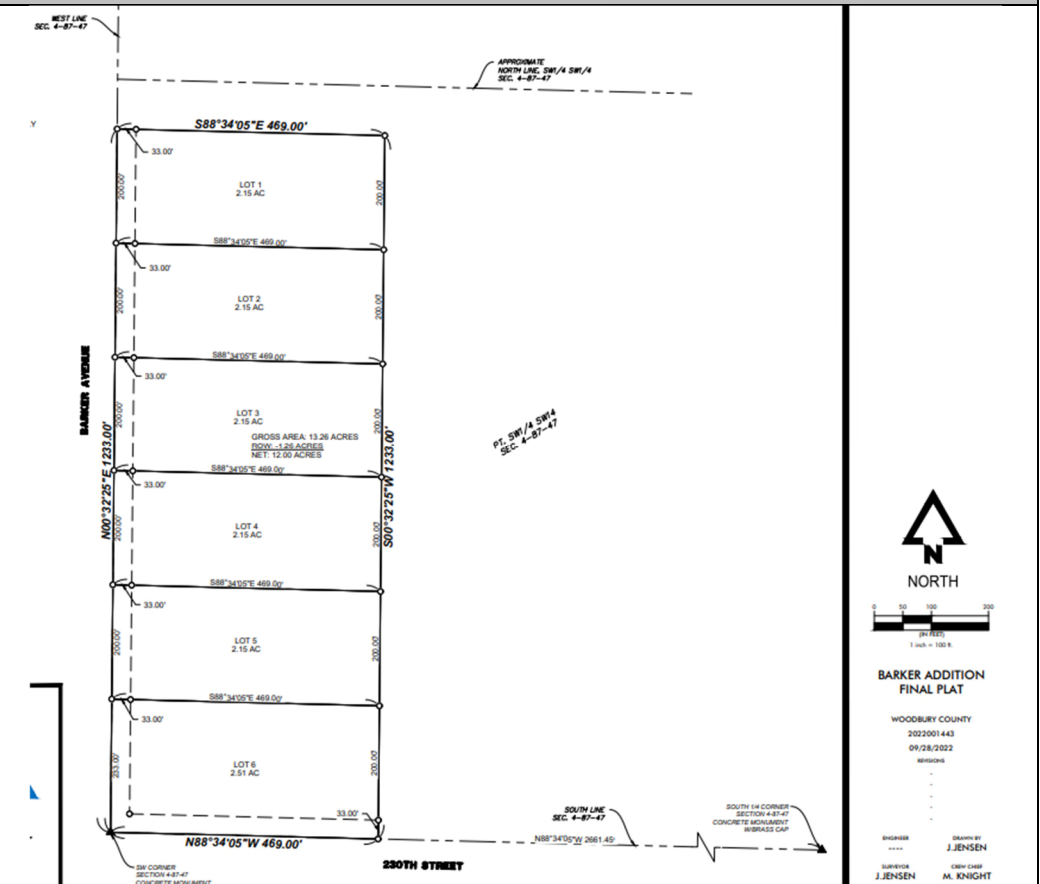 WEST LINE
SEC. 4-87-47
APPROXIMATE
NORTH LINE, SW1/4 SW1/4
SEC. 4-87-47
Y
S88°34'05"E 469.00'
33.00'
200.00'
LOT 1
2.15 AC
200.00'
S88°34'05"E 469.00'
33.00'
200.00'
LOT 2
2.15 AC
200.00'
S88°34'05"E 469.00'
33.00'
BARKER AVENUE
N00°32'25"E 1233.00'
200.00'
LOT 3
2.15 AC
GROSS AREA: 13.26 ACRES
ROW: -1.26 ACRES
NET: 12.00 ACRES
200.00'
S00°32'25"W 1233.00'
PT. SW1/4 SW14
SEC. 4-87-47
S88°34'05"E 469.00'
33.00'
200.00'
LOT 4
2.15 AC
200.00'
S88°34'05"E 469.00'
33.00'
200.00'
LOT 5
2.15 AC
200.00'
S88°34'05"E 469.00'
33.00'
233.00'
LOT 6
2.51 AC
200.00'
33.00'
N88°34'05"W 469.00'
SOUTH LINE
SEC. 4-87-47
N88°34'05"W 2661.45'
SOUTH 1/4 CORNER
SECTION 4-87-47
CONCRETE MONUMENT
W/BRASS CAP
230TH STREET
SW CORNER
SECTION 4-87-47
CONCRETE MONUMENT
N
NORTH
0 50 100 200
(IN FEET)
1 inch = 100 ft.
BARKER ADDITION
FINAL PLAT
WOODBURY COUNTY
2022001443
09/28/2022
REVISIONS
-
-
-
-
-
ENGINEER
----
DRAWN BY
J.JENSEN
SURVEYOR
J.JENSEN
CREW CHIEF
M. KNIGHT